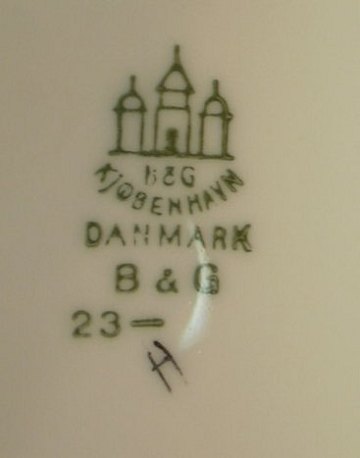 B&G
KJØBENHAVN
DANMARK
B & G
23—
H